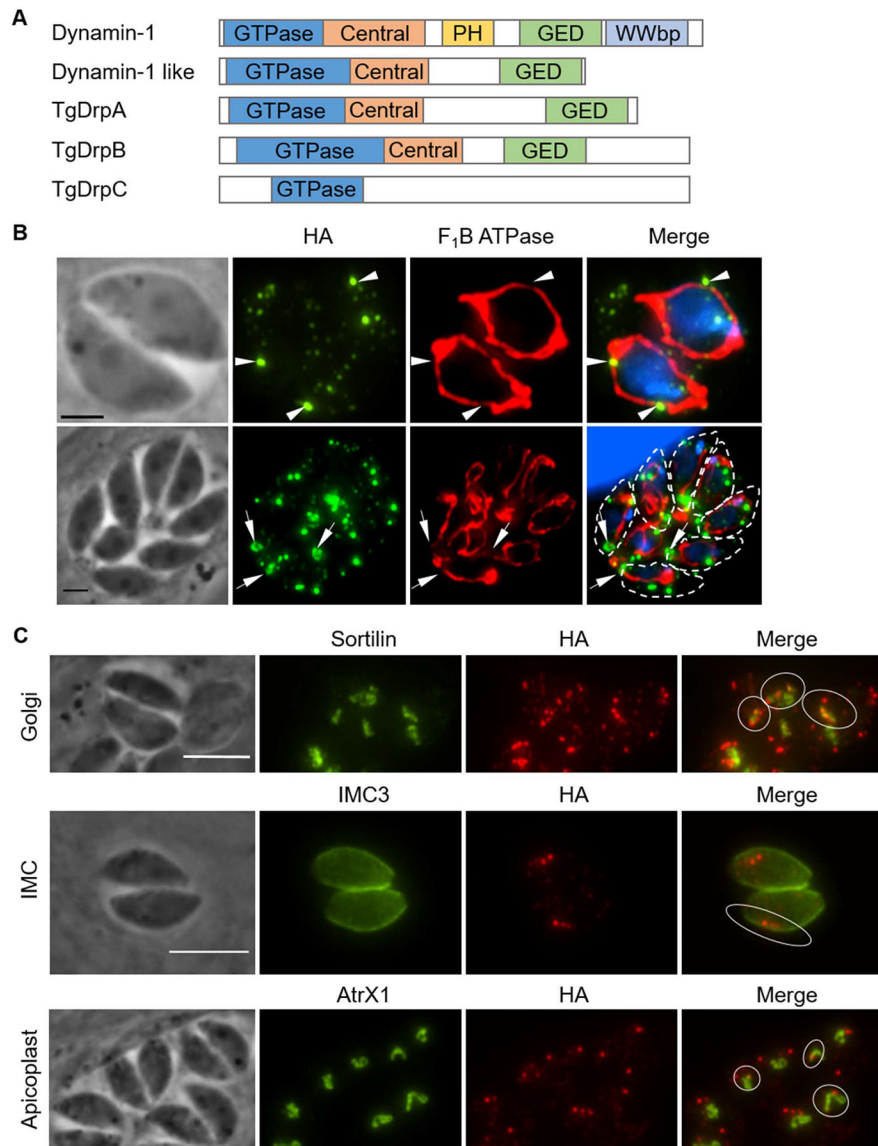 A
Dynamin-1 GTPase Central PH GED WWbp
Dynamin-1 like GTPase Central GED
TgDrpA GTPase Central GED
TgDrpB GTPase Central GED
TgDrpC GTPase
B
HA F₁B ATPase Merge
C
Sortilin HA Merge
Golgi
IMC3 HA Merge
IMC
AtrX1 HA Merge
Apicoplast